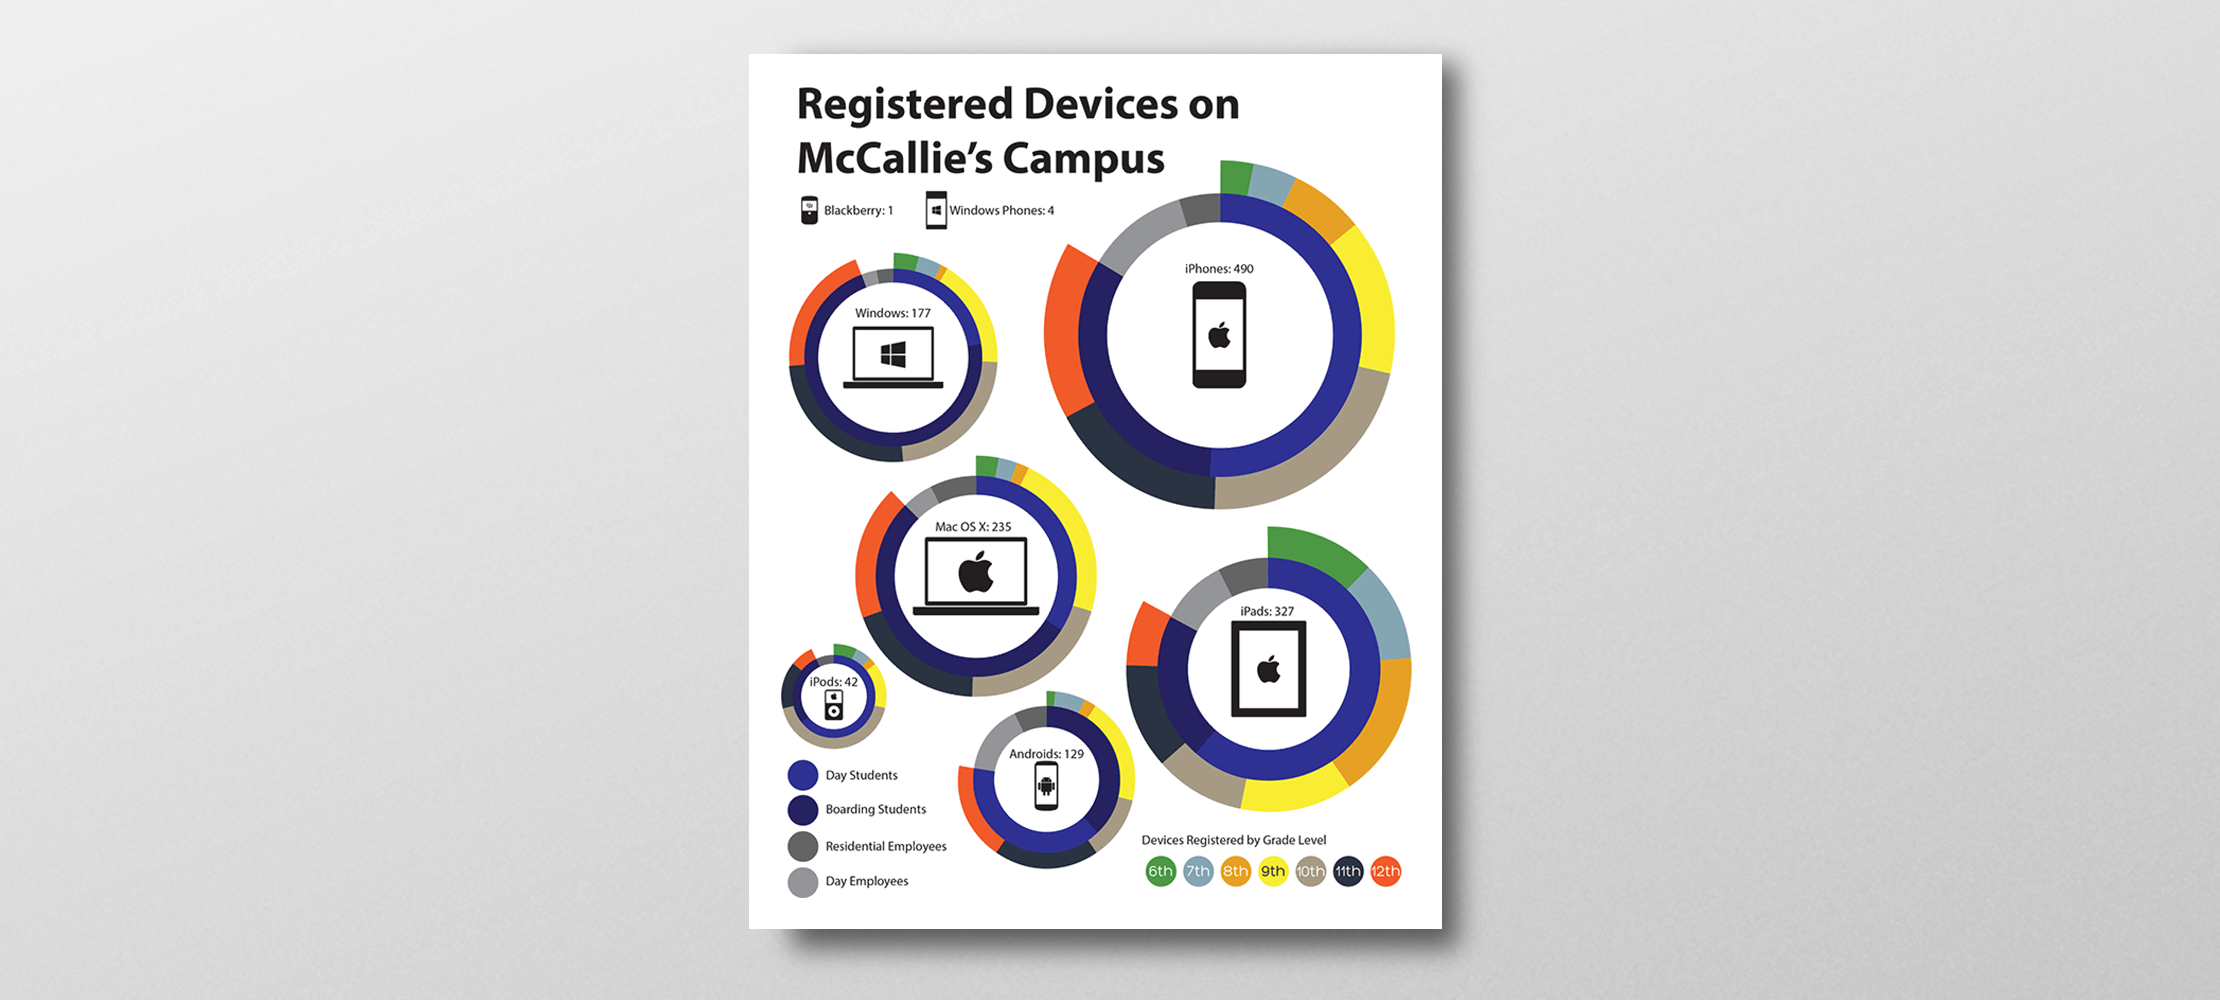 Registered Devices on
McCallie's Campus
Blackberry: 1
Windows Phones: 4
iPhones: 490
Windows: 177
Mac OS X: 235
iPads: 327
iPods: 42
Androids: 129
Day Students
Boarding Students
Residential Employees
Day Employees
Devices Registered by Grade Level
6th 7th 8th 9th 10th 11th 12th